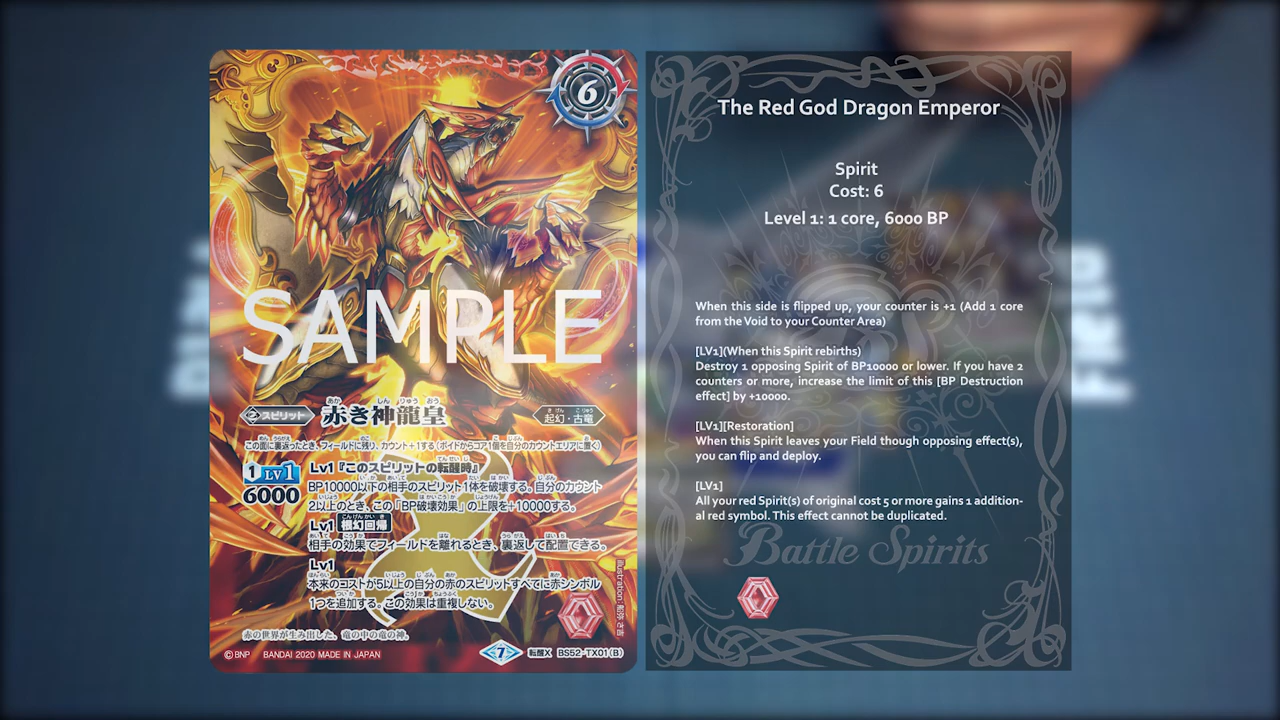 6
SAMPLE
スピリット
赤き神龍皇
起幻・古竜
この面に裏返ったとき、フィールドに残り、カウント+1する(ボイドからコア1個を自分のカウントエリアに置く)
1 LV1
6000
Lv1『このスピリットの転醒時』
BP10000以下の相手のスピリット1体を破壊する。自分のカウント
2以上のとき、この「BP破壊効果」の上限を+10000する。
Lv1 根幻回帰
相手の効果でフィールドを離れるとき、裏返して配置できる。
Lv1
本来のコストが5以上の自分の赤のスピリットすべてに赤シンボル
1つを追加する。この効果は重複しない。
赤の世界が生み出した、竜の中の竜の神。
©BNP BANDAI 2020 MADE IN JAPAN
7
転醒X BS52-TX01(B)
The Red God Dragon Emperor
Spirit
Cost: 6
Level 1: 1 core, 6000 BP
When this side is flipped up, your counter is +1 (Add 1 core
from the Void to your Counter Area)
[LV1](When this Spirit rebirths)
Destroy 1 opposing Spirit of BP10000 or lower. If you have 2
counters or more, increase the limit of this [BP Destruction
effect] by +10000.
[LV1][Restoration]
When this Spirit leaves your Field though opposing effect(s),
you can flip and deploy.
[LV1]
All your red Spirit(s) of original cost 5 or more gains 1 addition-
al red symbol. This effect cannot be duplicated.
Battle Spirits